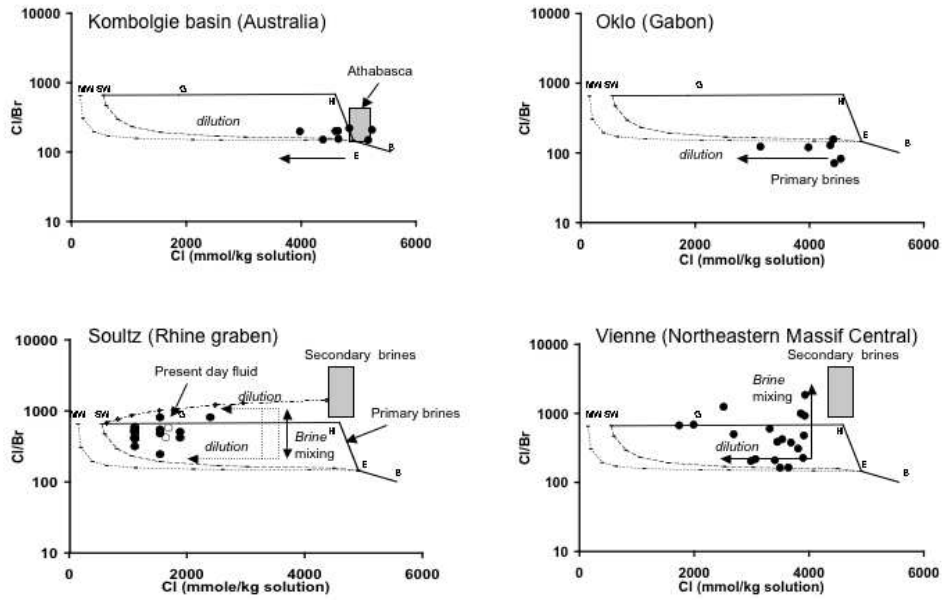 Kombolgie basin (Australia)
10000
1000
100
10
Cl/Br
MW SW G H
Athabasca
dilution
E B
0 2000 4000 6000
Cl (mmol/kg solution)
Oklo (Gabon)
10000
1000
100
10
Cl/Br
MW SW G H
dilution
E B
Primary brines
0 2000 4000 6000
Cl (mmol/kg solution)
Soultz (Rhine graben)
10000
1000
100
10
Cl/Br
Secondary brines
Present day fluid
dilution
MW SW G H
Primary brines
dilution
Brine
mixing
E B
0 2000 4000 6000
Cl (mmole/kg solution)
Vienne (Northeastern Massif Central)
10000
1000
100
10
Cl/Br
Secondary brines
Brine
mixing
MW SW G H
dilution
E B
0 2000 4000 6000
Cl (mmol/kg solution)